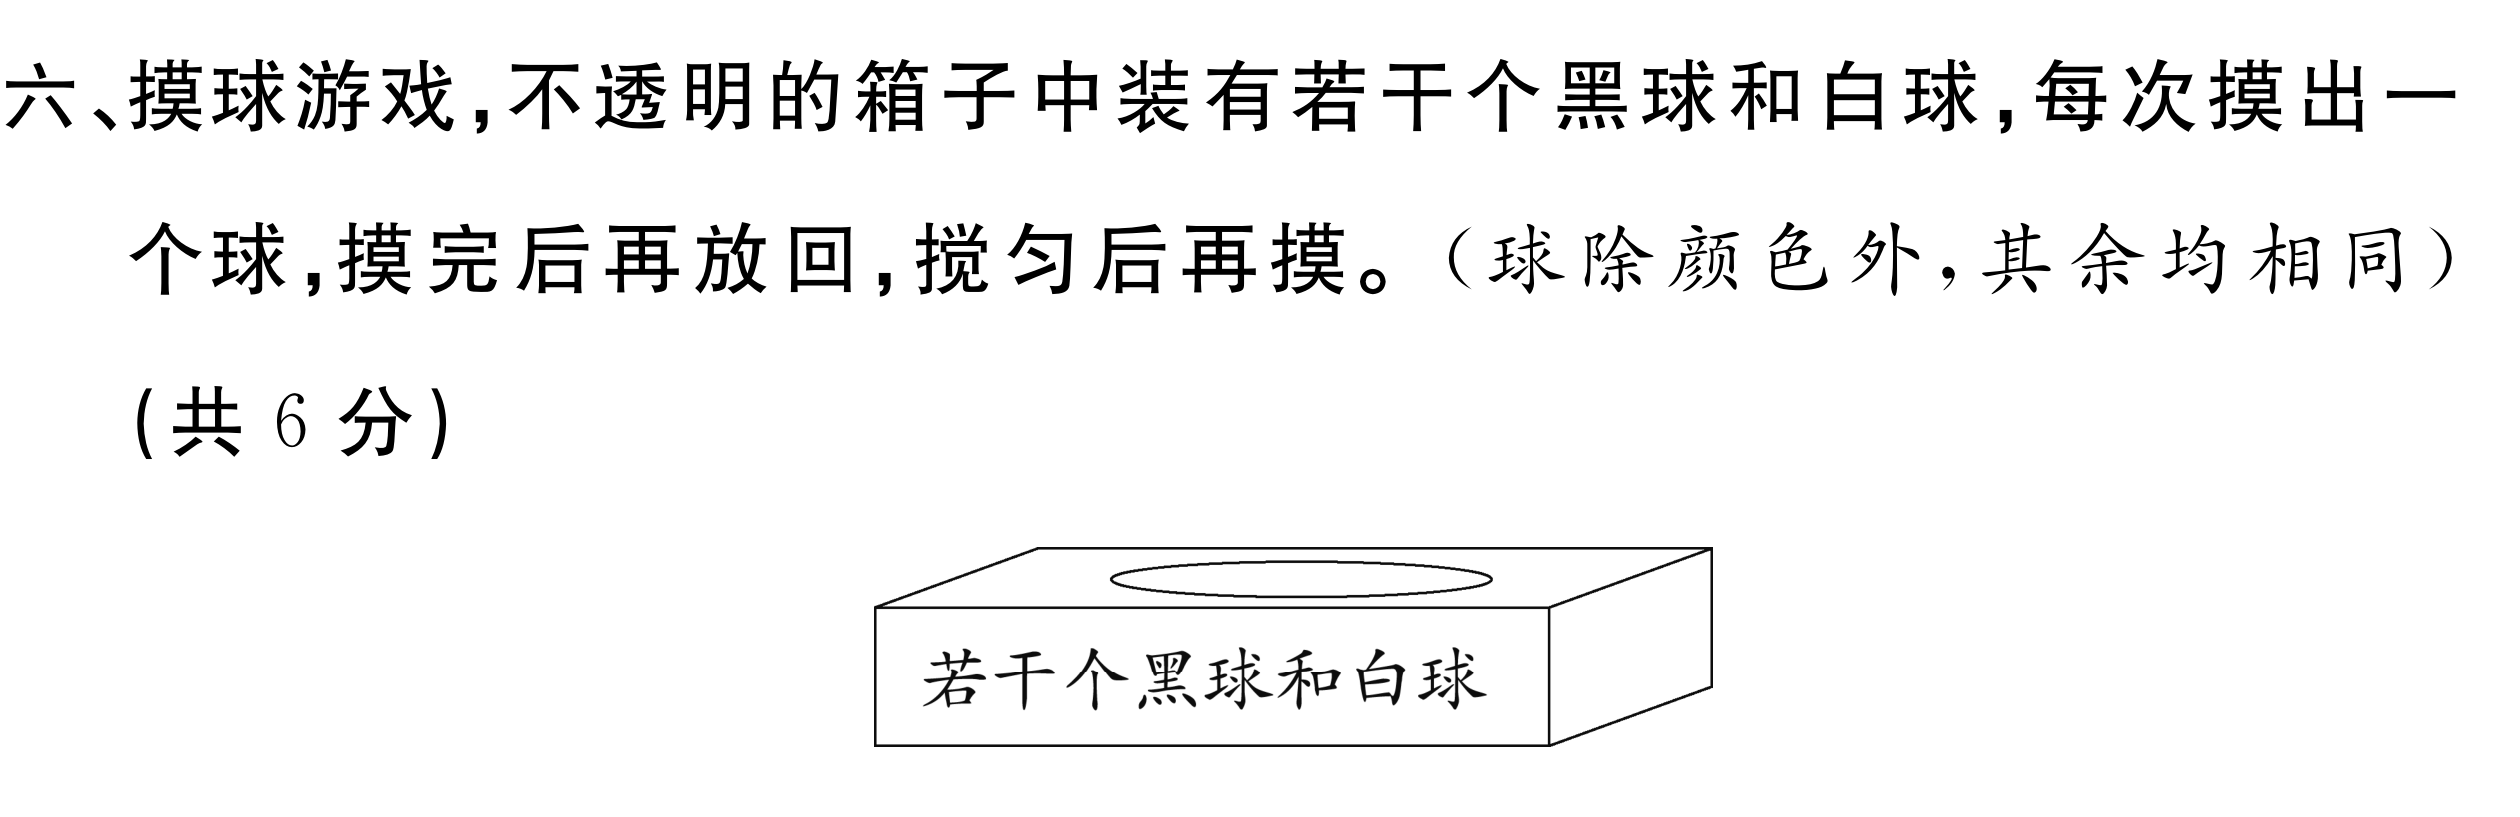 六、摸球游戏,不透明的箱子中装有若干个黑球和白球,每次摸出一
个球,摸完后再放回,拌匀后再摸。(球除颜色外,其余都相同)
(共 6 分)
若干个黑球和白球